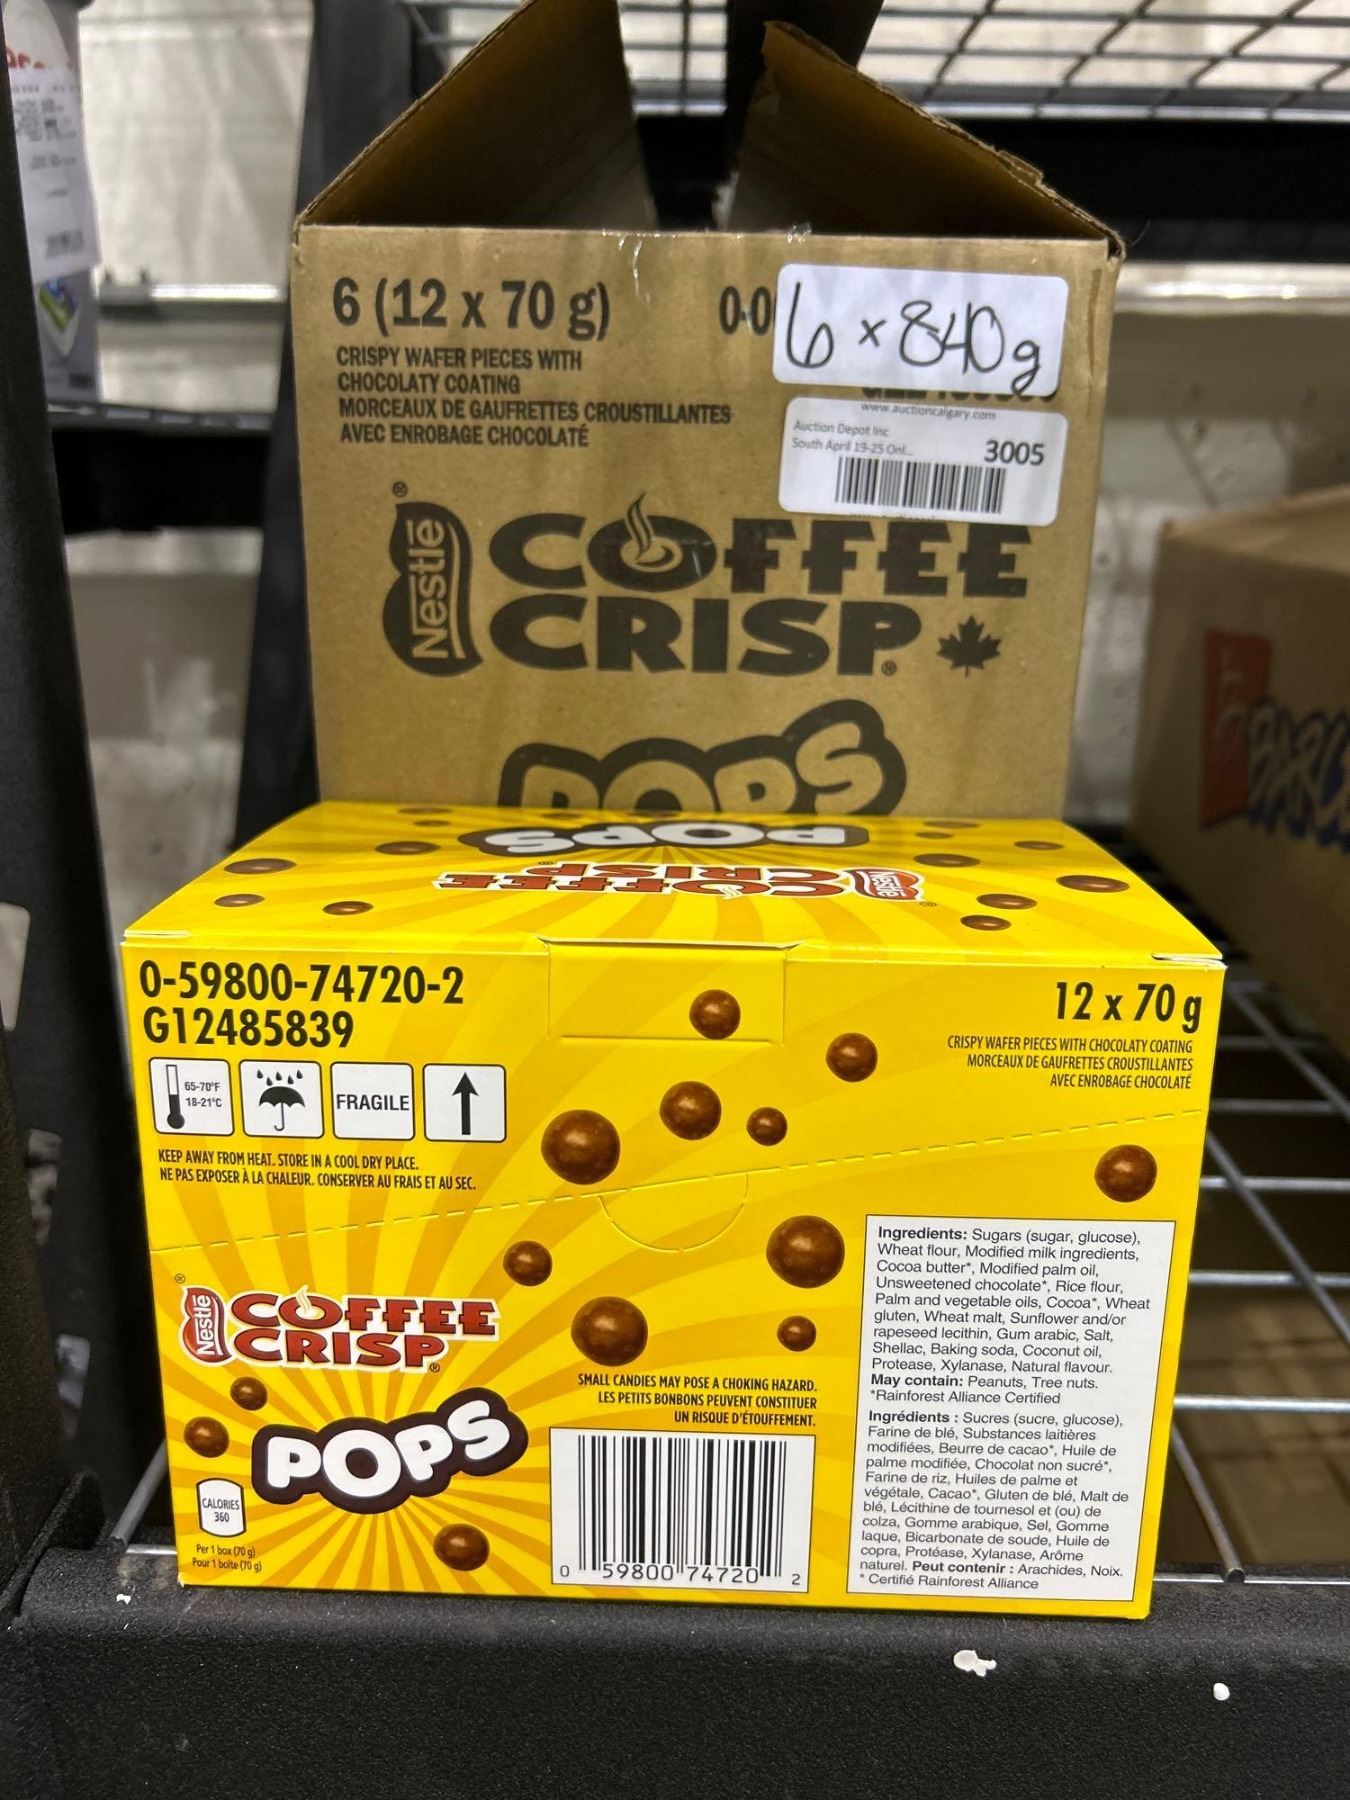 6 (12 x 70 g)
0-0
6 x 840g
CRISPY WAFER PIECES WITH
CHOCOLATY COATING
MORCEAUX DE GAUFRETTES CROUSTILLANTES
AVEC ENROBAGE CHOCOLATÉ
www.auctioncalgary.com
Auction Depot Inc
South April 19-25 Onl...
3005
Nestlé®
COFFEE
CRISP®
POPS
POPS
COFFEE
CRISP®
Nestlé®
0-59800-74720-2
G12485839
12 x 70 g
CRISPY WAFER PIECES WITH CHOCOLATY COATING
MORCEAUX DE GAUFRETTES CROUSTILLANTES
AVEC ENROBAGE CHOCOLATÉ
65-70°F
18-21°C
FRAGILE
KEEP AWAY FROM HEAT. STORE IN A COOL DRY PLACE.
NE PAS EXPOSER À LA CHALEUR. CONSERVER AU FRAIS ET AU SEC.
Nestlé®
COFFEE
CRISP®
POPS
CALORIES
360
Per 1 box (70 g)
Pour 1 boîte (70 g)
SMALL CANDIES MAY POSE A CHOKING HAZARD.
LES PETITS BONBONS PEUVENT CONSTITUER
UN RISQUE D'ÉTOUFFEMENT.
0 59800 74720 2
Ingredients: Sugars (sugar, glucose),
Wheat flour, Modified milk ingredients,
Cocoa butter*, Modified palm oil,
Unsweetened chocolate*, Rice flour,
Palm and vegetable oils, Cocoa*, Wheat
gluten, Wheat malt, Sunflower and/or
rapeseed lecithin, Gum arabic, Salt,
Shellac, Baking soda, Coconut oil,
Protease, Xylanase, Natural flavour.
May contain: Peanuts, Tree nuts.
*Rainforest Alliance Certified
Ingrédients : Sucres (sucre, glucose),
Farine de blé, Substances laitières
modifiées, Beurre de cacao*, Huile de
palme modifiée, Chocolat non sucré*,
Farine de riz, Huiles de palme et
végétale, Cacao*, Gluten de blé, Malt de
blé, Lécithine de tournesol et (ou) de
colza, Gomme arabique, Sel, Gomme
laque, Bicarbonate de soude, Huile de
copra, Protéase, Xylanase, Arôme
naturel. Peut contenir : Arachides, Noix.
* Certifié Rainforest Alliance